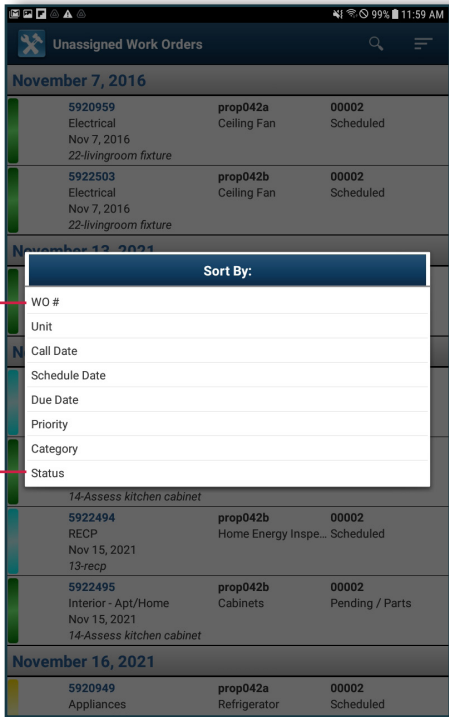 99% 11:59 AM
Unassigned Work Orders
November 7, 2016
5920959 prop042a 00002
Electrical Ceiling Fan Scheduled
Nov 7, 2016
22-livingroom fixture
5922503 prop042b 00002
Electrical Ceiling Fan Scheduled
Nov 7, 2016
22-livingroom fixture
November 13, 2021
Sort By:
WO #
Unit
Call Date
Schedule Date
Due Date
Priority
Category
Status
14-Assess kitchen cabinet
5922494 prop042b 00002
RECP Home Energy Inspe... Scheduled
Nov 15, 2021
13-recp
5922495 prop042b 00002
Interior - Apt/Home Cabinets Pending / Parts
Nov 15, 2021
14-Assess kitchen cabinet
November 16, 2021
5920949 prop042a 00002
Appliances Refrigerator Scheduled